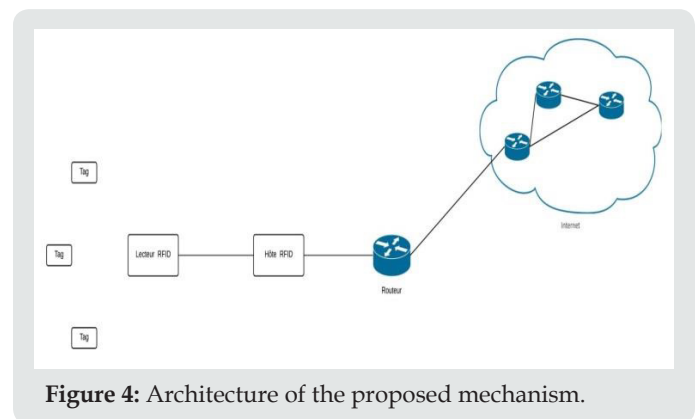 Tag
Tag
Lecteur RFID
Hôte RFID
Routeur
Internet
Tag
Figure 4: Architecture of the proposed mechanism.